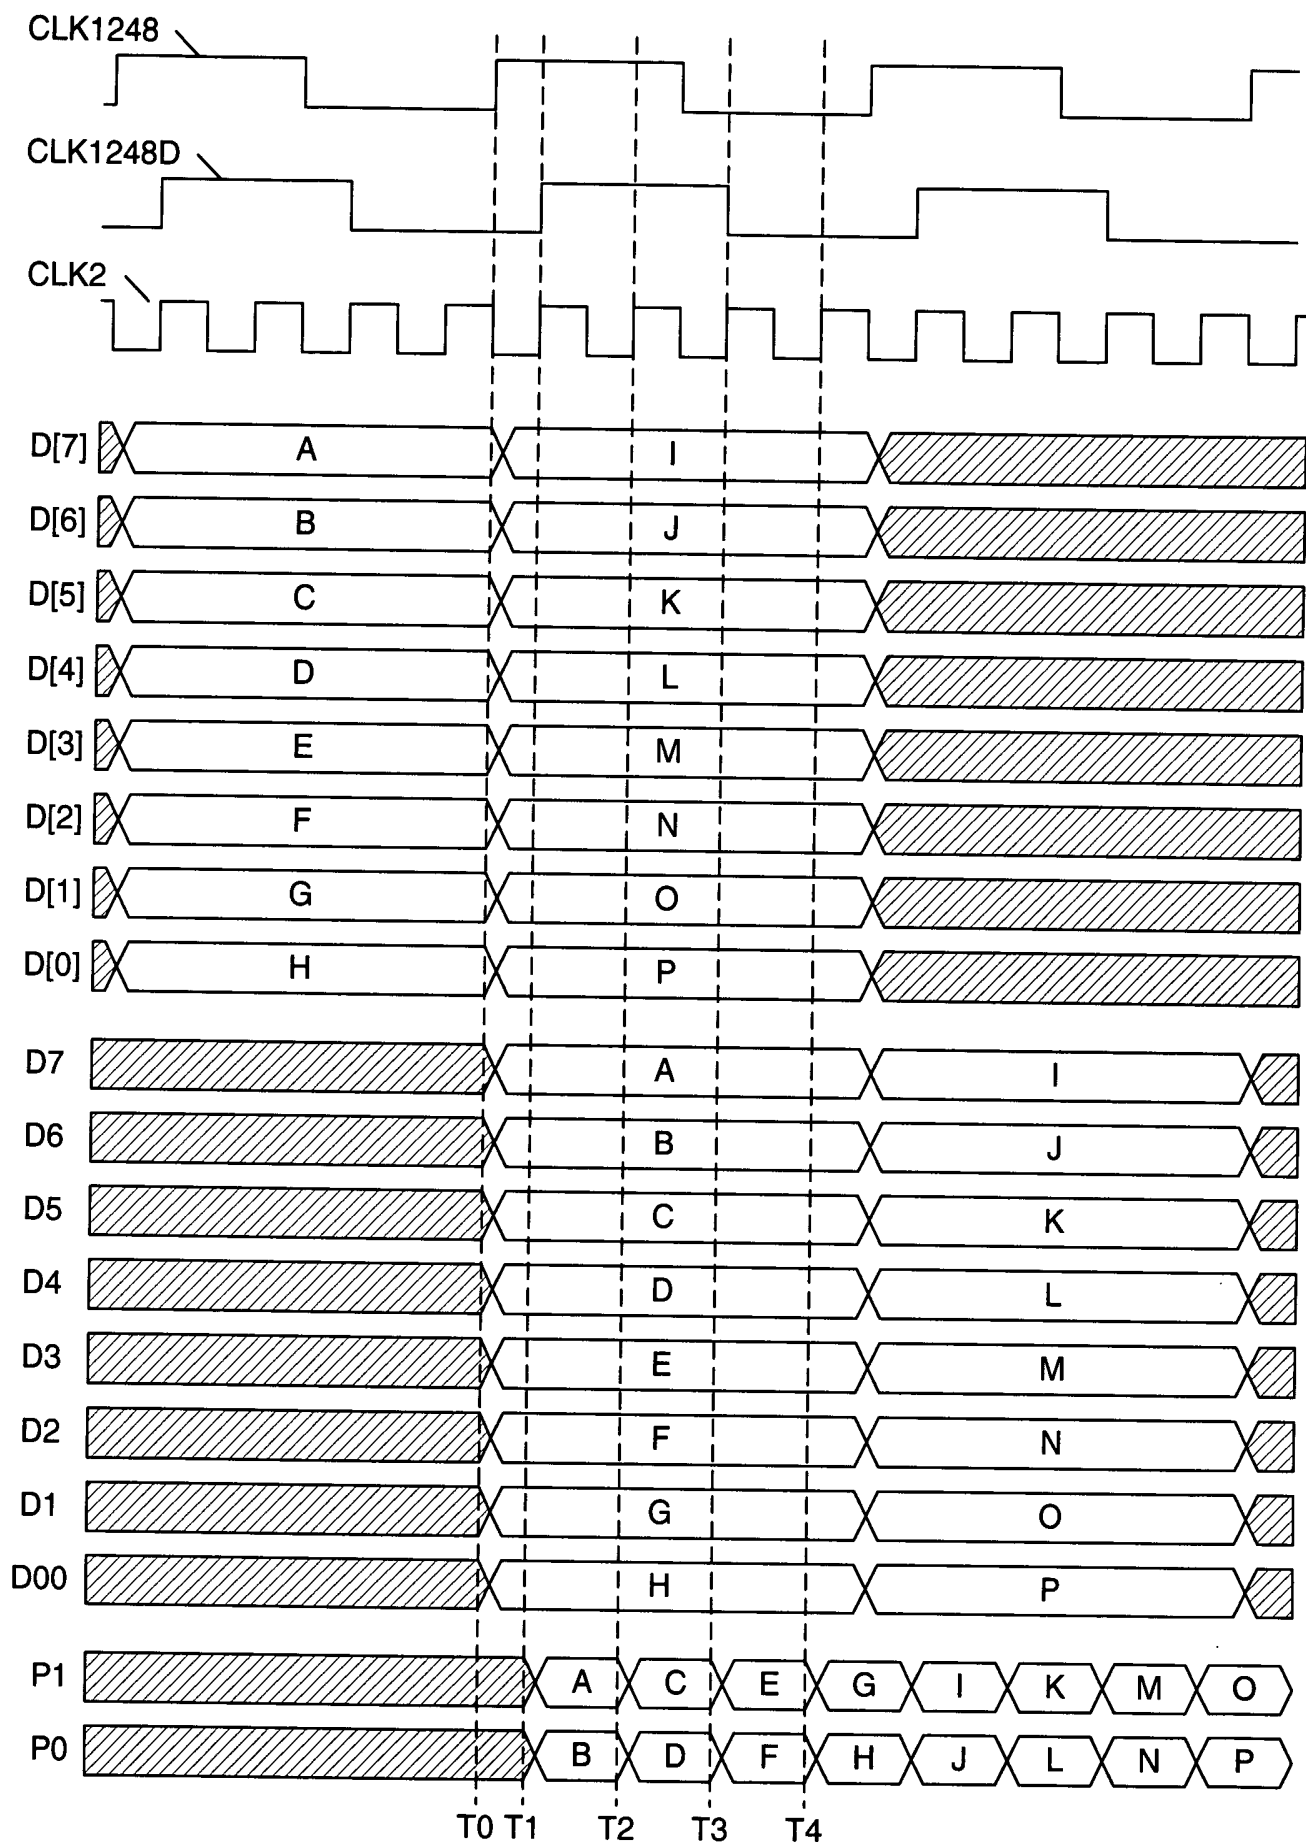 CLK1248
CLK1248D
CLK2
D[7] A I
D[6] B J
D[5] C K
D[4] D L
D[3] E M
D[2] F N
D[1] G O
D[0] H P
D7 A I
D6 B J
D5 C K
D4 D L
D3 E M
D2 F N
D1 G O
D00 H P
P1 A C E G I K M O
P0 B D F H J L N P
T0 T1 T2 T3 T4